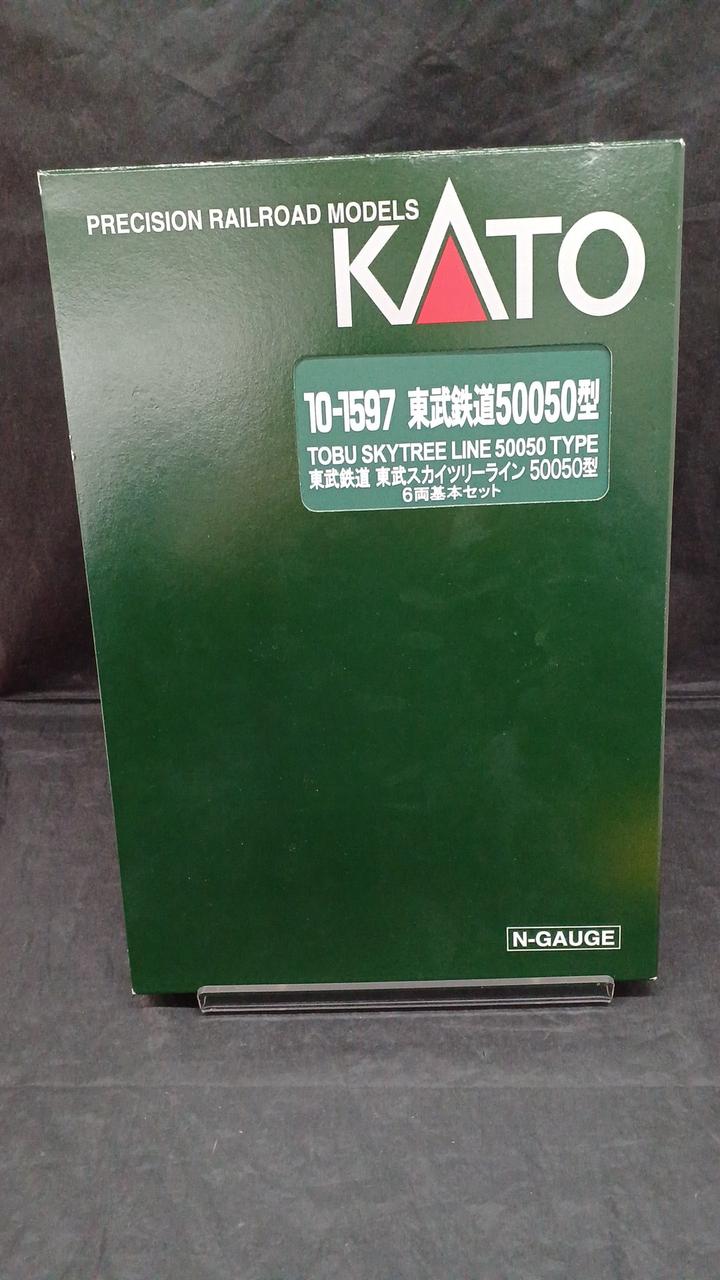 PRECISION RAILROAD MODELS
KATO
10-1597 東武鉄道50050型
TOBU SKYTREE LINE 50050 TYPE
東武鉄道 東武スカイツリーライン 50050型
6両基本セット
N-GAUGE